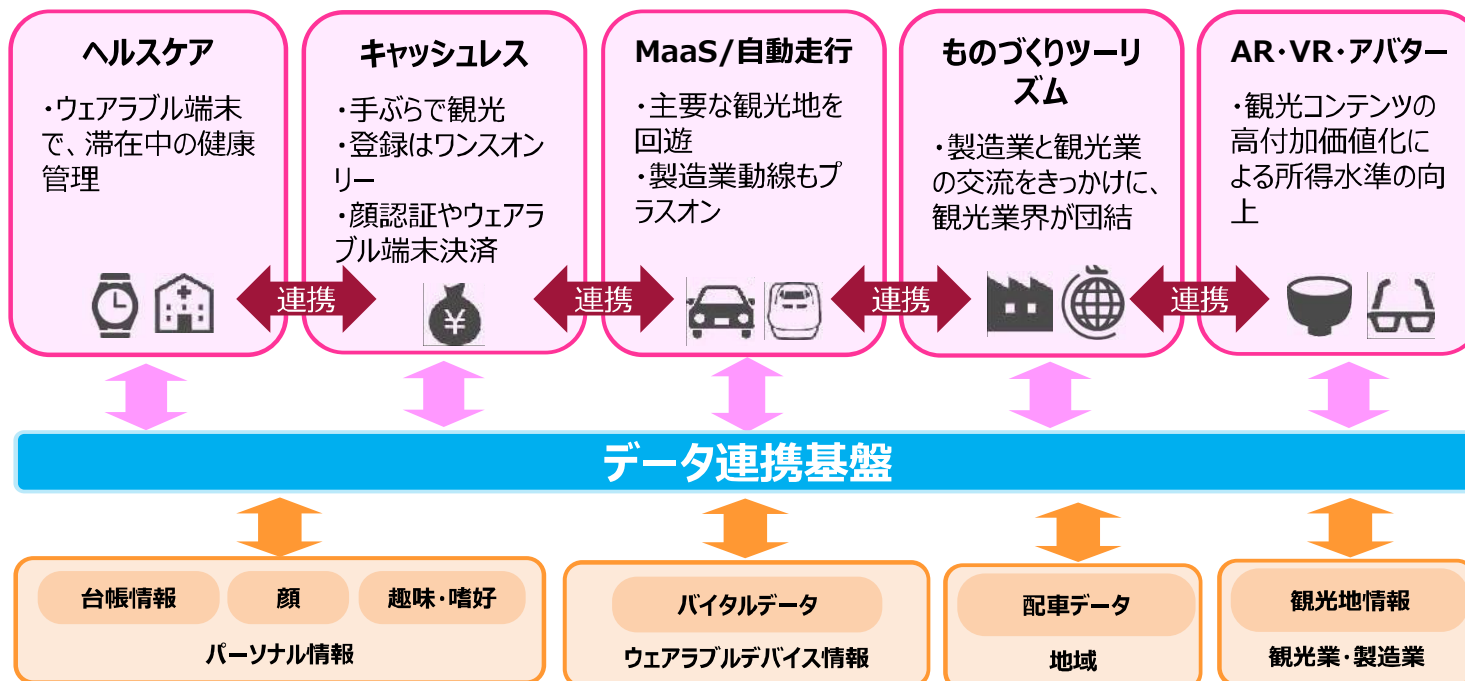 ヘルスケア
・ウェアラブル端末
で、滞在中の健康
管理
キャッシュレス
・手ぶらで観光
・登録はワンスオン
リー
・顔認証やウェアラ
ブル端末決済
MaaS/自動走行
・主要な観光地を
回遊
・製造業動線もプ
ラスオン
ものづくりツーリ
ズム
・製造業と観光業
の交流をきっかけに、
観光業界が団結
AR・VR・アバター
・観光コンテンツの
高付加価値化に
よる所得水準の向
上
連携
連携
連携
連携
¥
データ連携基盤
台帳情報
顔
趣味・嗜好
パーソナル情報
バイタルデータ
ウェアラブルデバイス情報
配車データ
地域
観光地情報
観光業・製造業